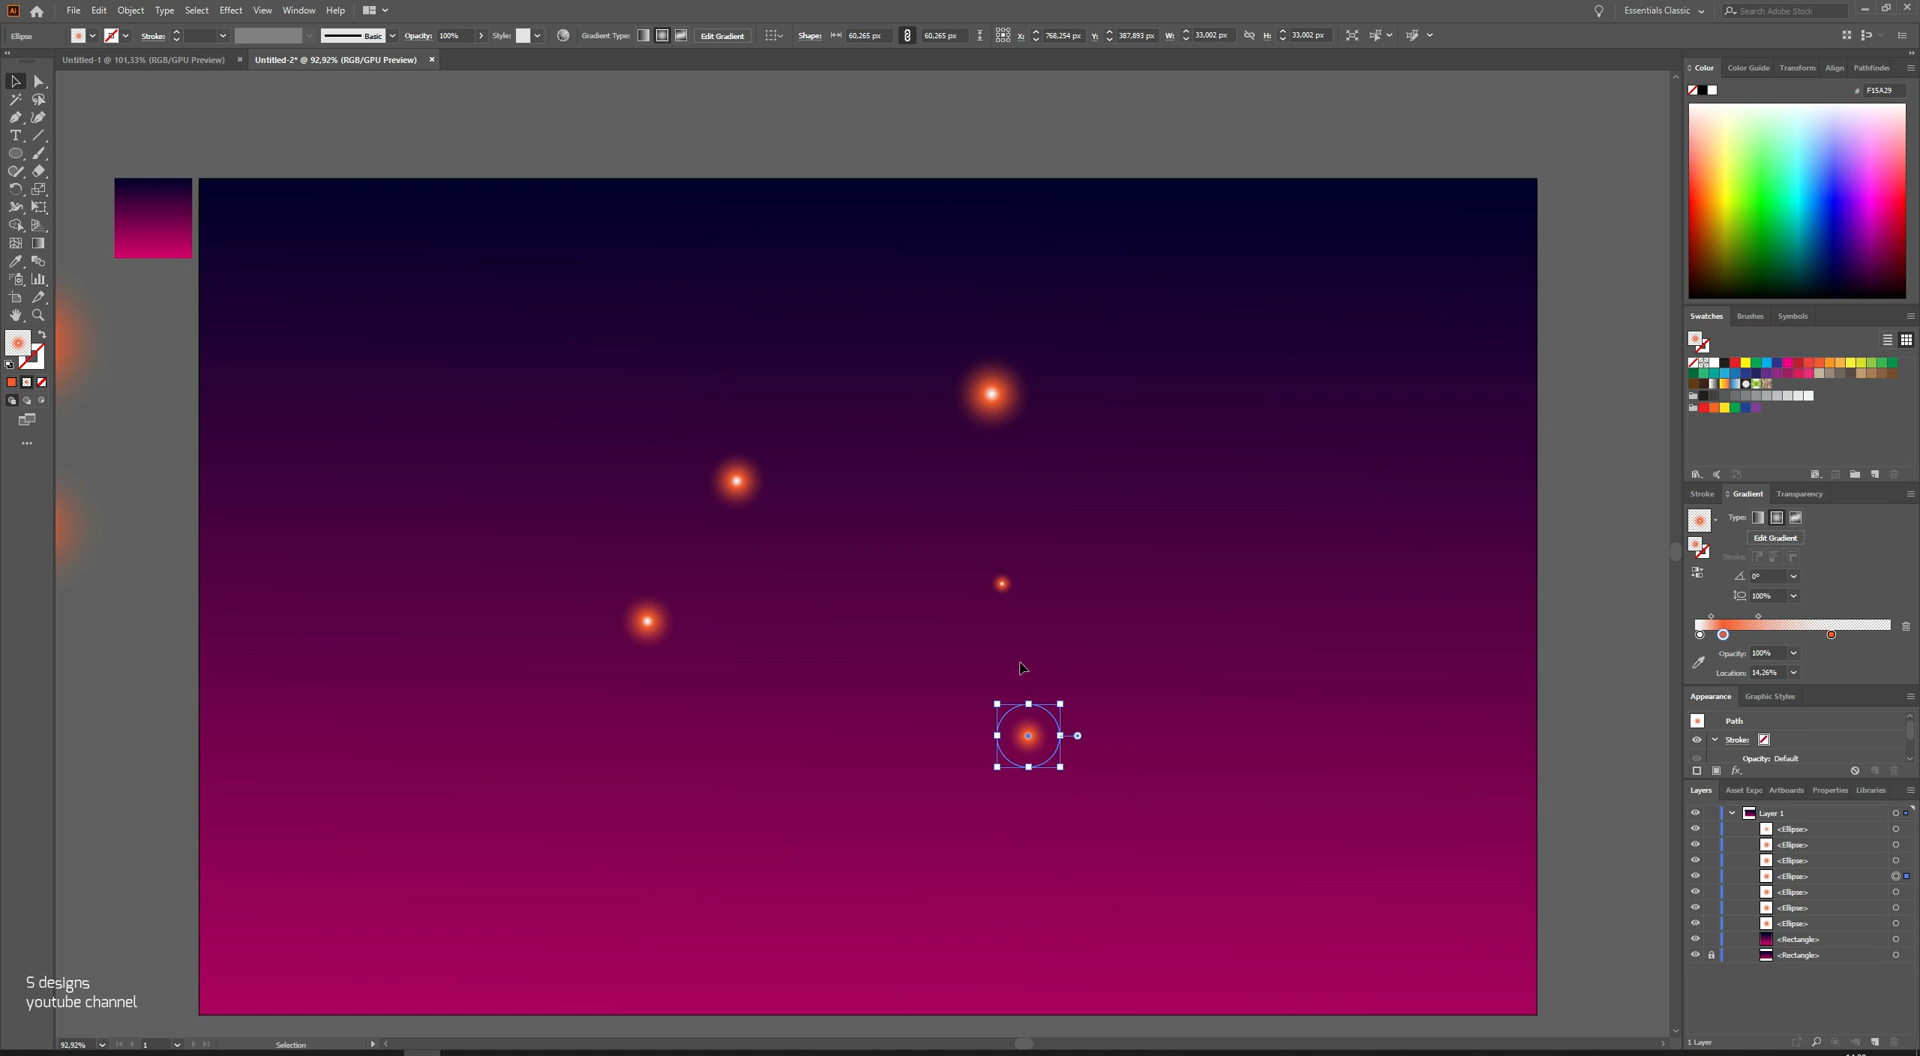 Ai File Edit Object Type Select Effect View Window Help Essentials Classic Search Adobe Stock
Ellipse Stroke: Basic Opacity: 100% Style: Gradient Type: Edit Gradient Shape: 60,265 px 60,265 px X: 768,254 px Y: 387,893 px W: 33,002 px H: 33,002 px
Untitled-1 @ 101,33% (RGB/GPU Preview) × Untitled-2* @ 92,92% (RGB/GPU Preview) ×
Color Color Guide Transform Align Pathfinder
# F15A29
Swatches Brushes Symbols
Stroke Gradient Transparency
Type:
Edit Gradient
Stroke:
0°
100%
Opacity: 100%
Location: 14,26%
Appearance Graphic Styles
Path
Stroke:
Opacity: Default
fx
Layers Asset Expo Artboards Properties Libraries
Layer 1
<Ellipse>
<Ellipse>
<Ellipse>
<Ellipse>
<Ellipse>
<Ellipse>
<Ellipse>
<Rectangle>
<Rectangle>
S designs
youtube channel
92,92% 1 Selection
1 Layer